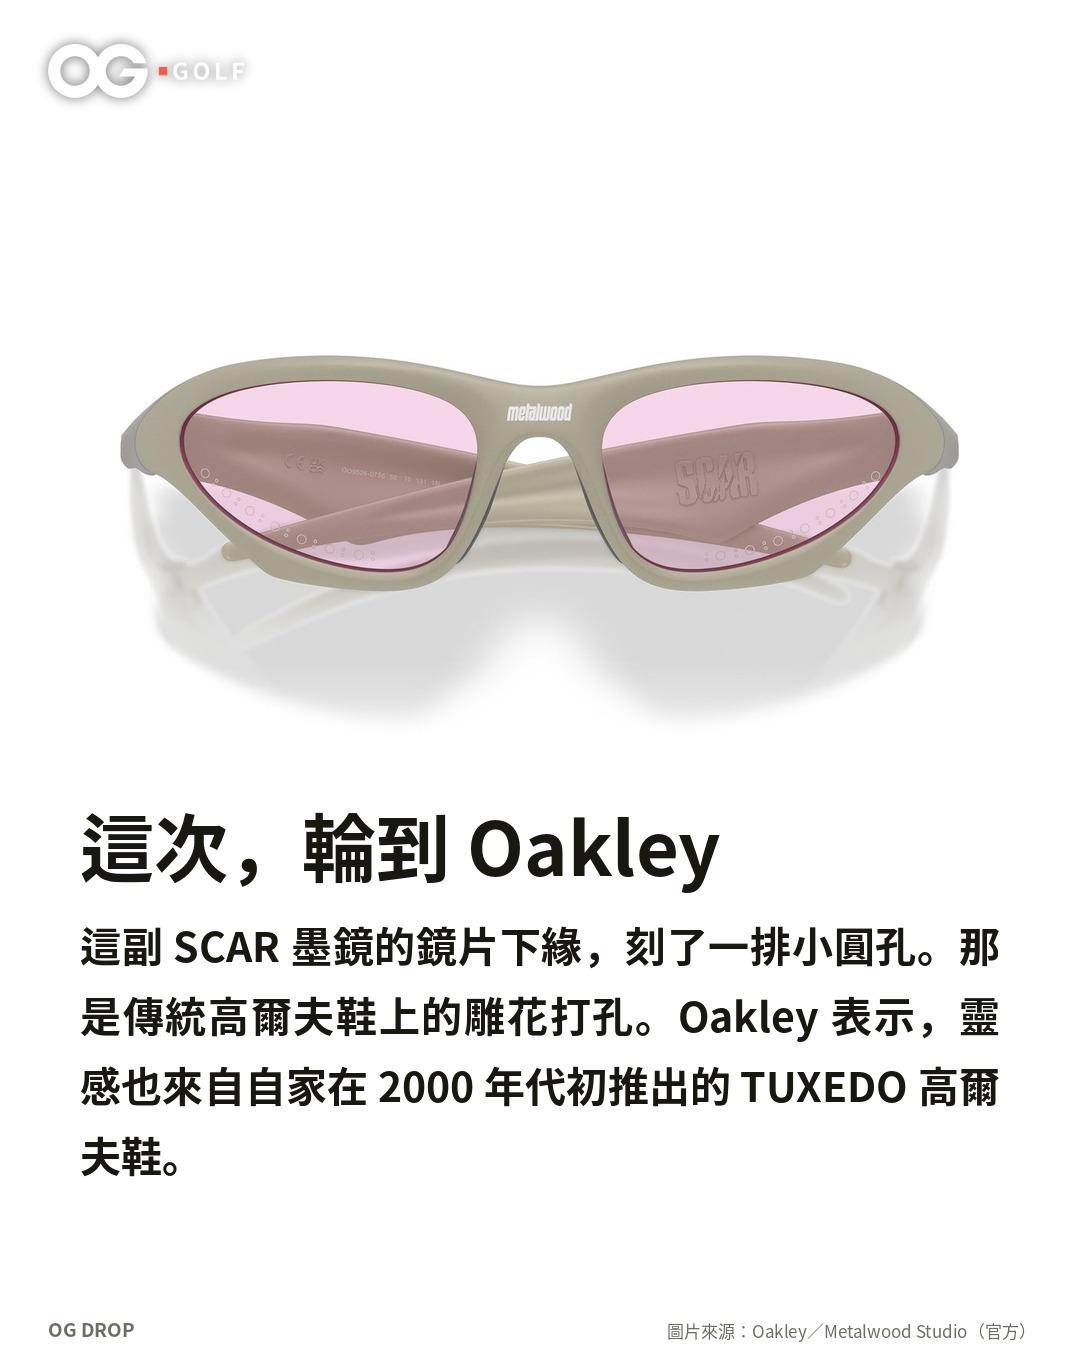 OG GOLF
metalwood
SCAR
這次，輪到 Oakley
這副 SCAR 墨鏡的鏡片下緣，刻了一排小圓孔。那
是傳統高爾夫鞋上的雕花打孔。Oakley 表示，靈
感也來自自家在 2000 年代初推出的 TUXEDO 高爾
夫鞋。
OG DROP
圖片來源：Oakley／Metalwood Studio（官方）